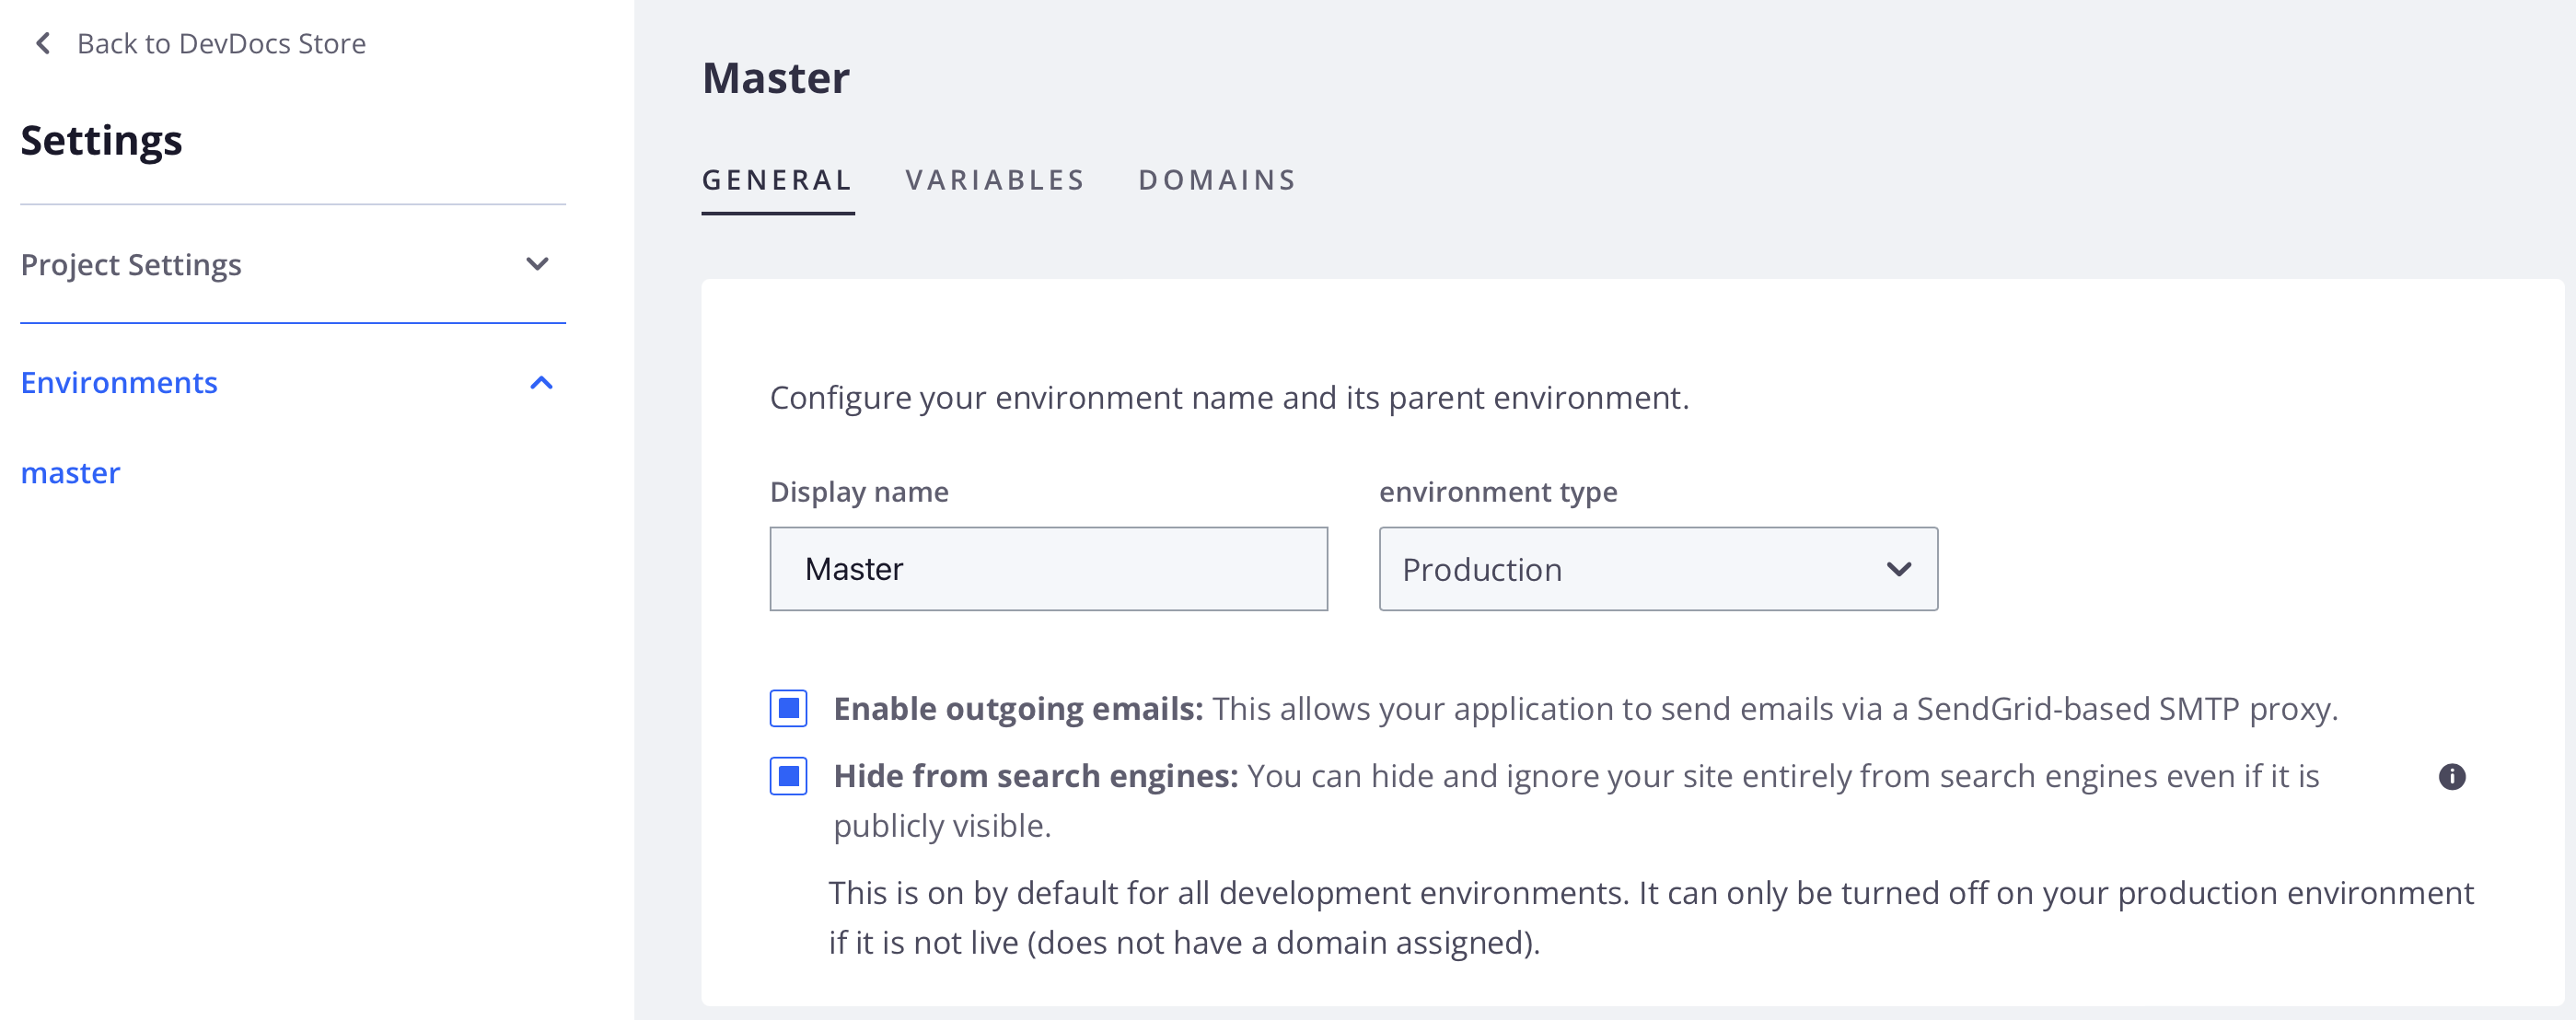 Back to DevDocs Store
Settings
Project Settings
Environments
master
Master
GENERAL VARIABLES DOMAINS
Configure your environment name and its parent environment.
Display name environment type
Master Production
Enable outgoing emails: This allows your application to send emails via a SendGrid-based SMTP proxy.
Hide from search engines: You can hide and ignore your site entirely from search engines even if it is
publicly visible.
This is on by default for all development environments. It can only be turned off on your production environment
if it is not live (does not have a domain assigned).